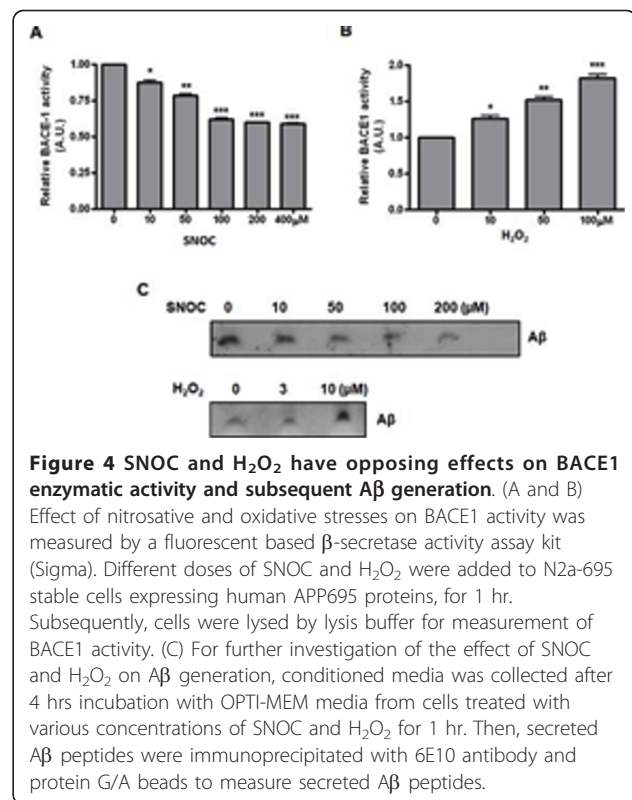 A
B
Relative BACE-1 activity
(A.U.)
1.00
0.75
0.50
0.25
0.00
*
**
***
***
***
0 10 50 100 200 400μM
SNOC
Relative BACE1 activity
(A.U.)
2.0
1.5
1.0
0.5
0.0
*
**
***
0 10 50 100μM
H₂O₂
C
SNOC 0 10 50 100 200 (μM)
Aβ
H₂O₂ 0 3 10 (μM)
Aβ
Figure 4 SNOC and H₂O₂ have opposing effects on BACE1
enzymatic activity and subsequent Aβ generation. (A and B)
Effect of nitrosative and oxidative stresses on BACE1 activity was
measured by a fluorescent based β-secretase activity assay kit
(Sigma). Different doses of SNOC and H₂O₂ were added to N2a-695
stable cells expressing human APP695 proteins, for 1 hr.
Subsequently, cells were lysed by lysis buffer for measurement of
BACE1 activity. (C) For further investigation of the effect of SNOC
and H₂O₂ on Aβ generation, conditioned media was collected after
4 hrs incubation with OPTI-MEM media from cells treated with
various concentrations of SNOC and H₂O₂ for 1 hr. Then, secreted
Aβ peptides were immunoprecipitated with 6E10 antibody and
protein G/A beads to measure secreted Aβ peptides.